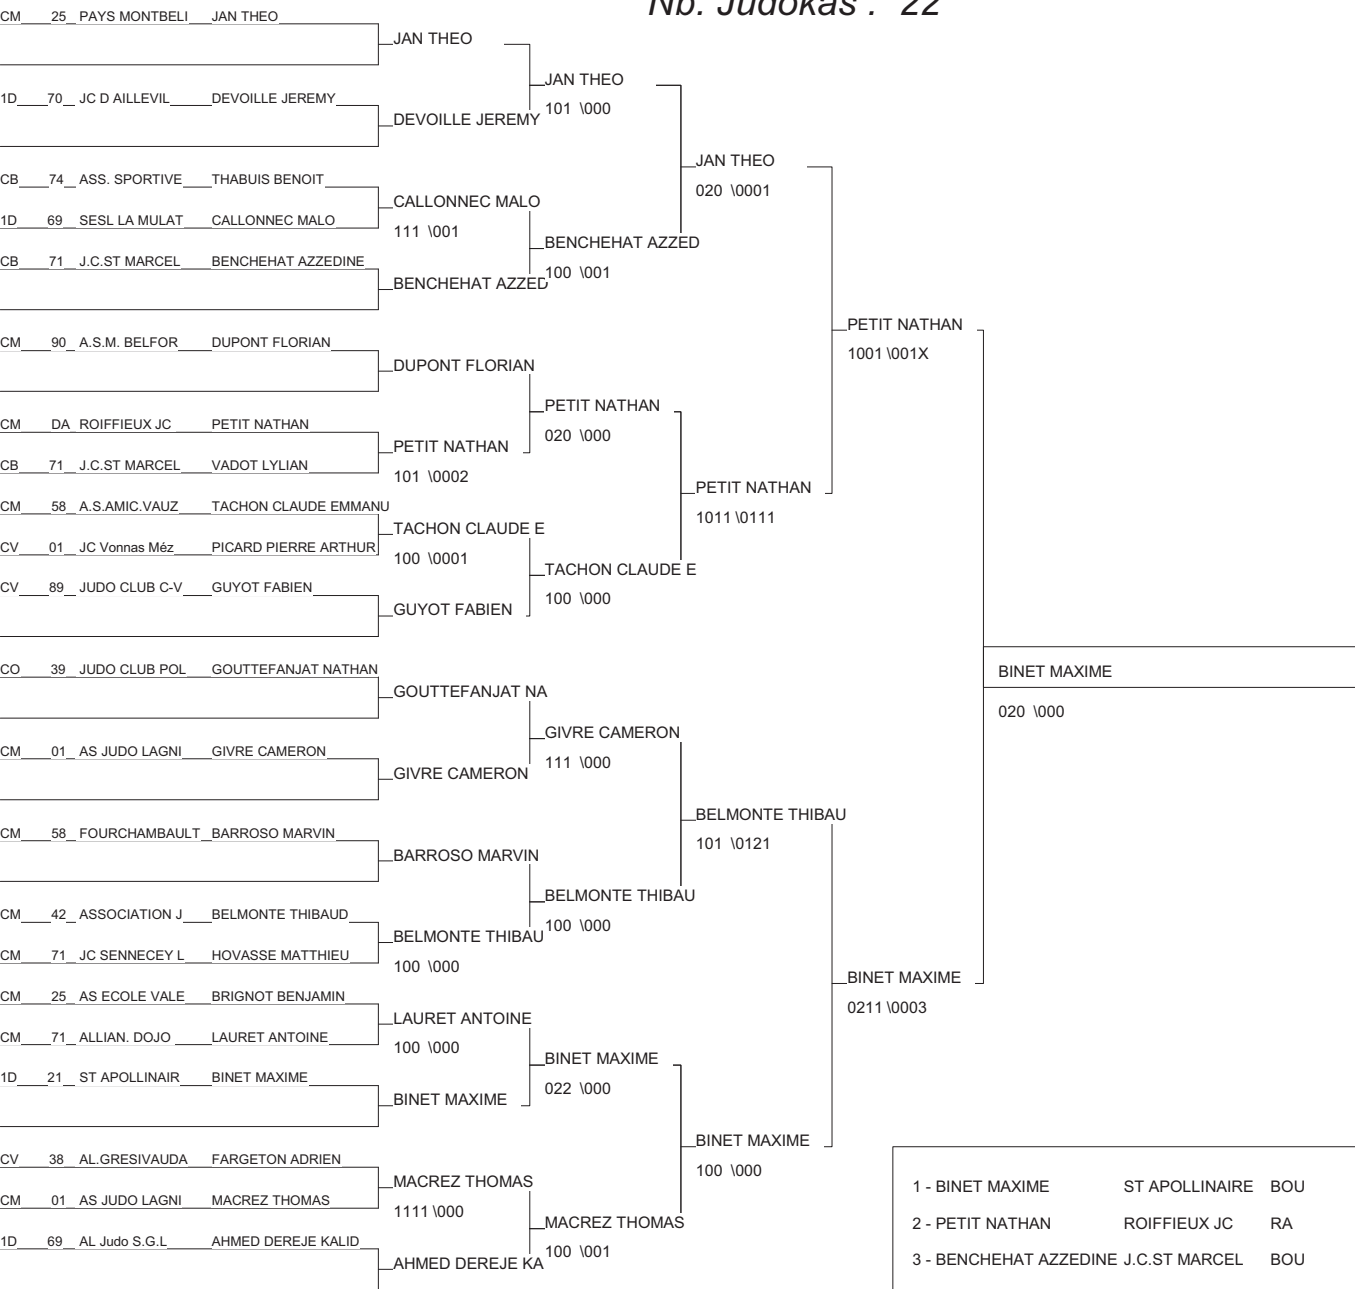 Nb. Judokas : 22
CM 25 PAYS MONTBELI JAN THEO
JAN THEO
JAN THEO
1D 70 JC D AILLEVIL DEVOILLE JEREMY
101 \000
DEVOILLE JEREMY
JAN THEO
CB 74 ASS. SPORTIVE THABUIS BENOIT
020 \0001
CALLONNEC MALO
1D 69 SESL LA MULAT CALLONNEC MALO
111 \001
BENCHEHAT AZZED
CB 71 J.C.ST MARCEL BENCHEHAT AZZEDINE
100 \001
BENCHEHAT AZZED
PETIT NATHAN
CM 90 A.S.M. BELFOR DUPONT FLORIAN
1001 \001X
DUPONT FLORIAN
PETIT NATHAN
CM DA ROIFFIEUX JC PETIT NATHAN
020 \000
PETIT NATHAN
CB 71 J.C.ST MARCEL VADOT LYLIAN
101 \0002
PETIT NATHAN
CM 58 A.S.AMIC.VAUZ TACHON CLAUDE EMMANU
1011 \0111
TACHON CLAUDE E
CV 01 JC Vonnas Méz PICARD PIERRE ARTHUR
100 \0001
TACHON CLAUDE E
CV 89 JUDO CLUB C-V GUYOT FABIEN
100 \000
GUYOT FABIEN
CO 39 JUDO CLUB POL GOUTTEFANJAT NATHAN
BINET MAXIME
GOUTTEFANJAT NA
020 \000
GIVRE CAMERON
CM 01 AS JUDO LAGNI GIVRE CAMERON
111 \000
GIVRE CAMERON
BELMONTE THIBAU
CM 58 FOURCHAMBAULT BARROSO MARVIN
101 \0121
BARROSO MARVIN
BELMONTE THIBAU
CM 42 ASSOCIATION J BELMONTE THIBAUD
100 \000
BELMONTE THIBAU
CM 71 JC SENNECEY L HOVASSE MATTHIEU
100 \000
BINET MAXIME
CM 25 AS ECOLE VALE BRIGNOT BENJAMIN
0211 \0003
LAURET ANTOINE
CM 71 ALLIAN. DOJO LAURET ANTOINE
100 \000
BINET MAXIME
1D 21 ST APOLLINAIR BINET MAXIME
022 \000
BINET MAXIME
BINET MAXIME
CV 38 AL.GRESIVAUDA FARGETON ADRIEN
100 \000
MACREZ THOMAS
CM 01 AS JUDO LAGNI MACREZ THOMAS
1111 \000
MACREZ THOMAS
1D 69 AL Judo S.G.L AHMED DEREJE KALID
100 \001
AHMED DEREJE KA
1 - BINET MAXIME ST APOLLINAIRE BOU
2 - PETIT NATHAN ROIFFIEUX JC RA
3 - BENCHEHAT AZZEDINE J.C.ST MARCEL BOU